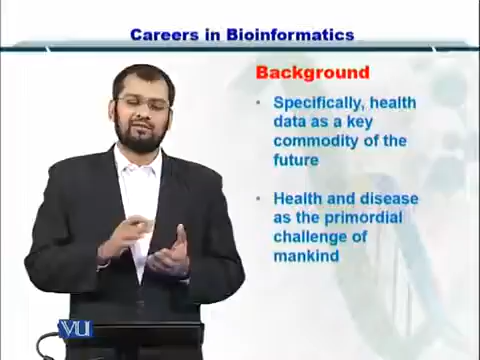 Careers in Bioinformatics
Background
• Specifically, health
data as a key
commodity of the
future
• Health and disease
as the primordial
challenge of
mankind
VU